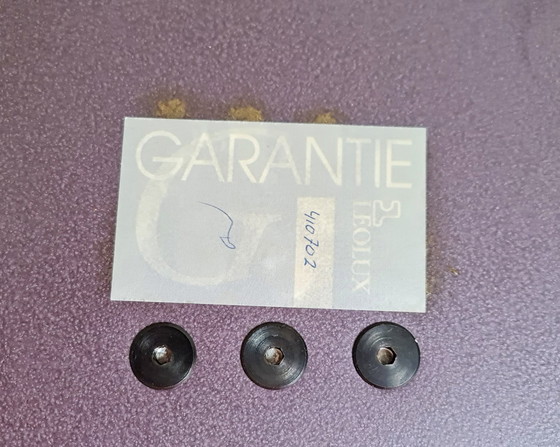 GARANTIE
G
410702
LEOLUX